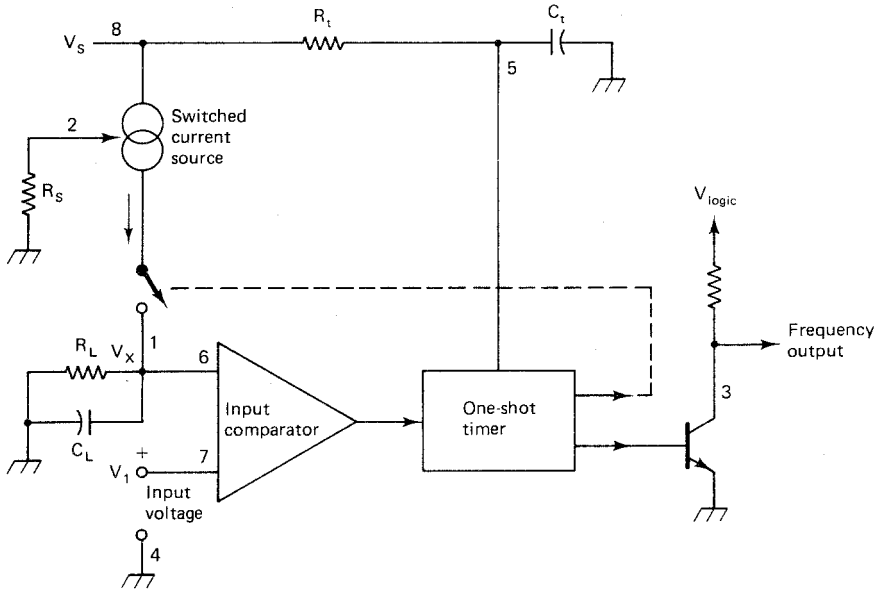 V_S 8
R_t
C_t
5
Switched
current
source
2
R_S
V_logic
R_L
V_X
1
6
Frequency
output
Input
comparator
One-shot
timer
3
C_L
+
V_1
7
Input
voltage
4